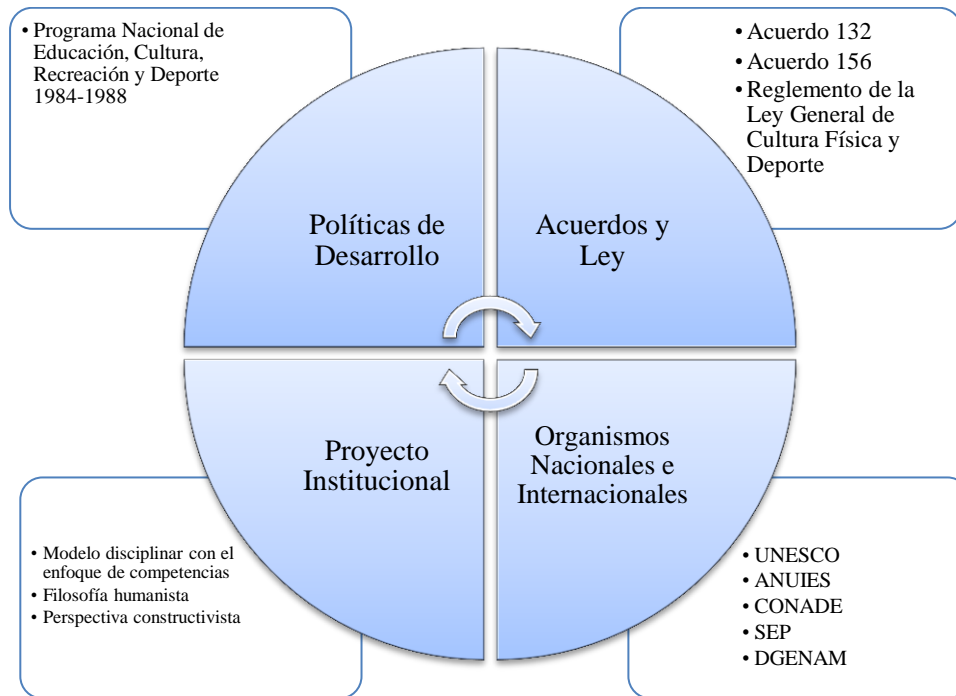 • Programa Nacional de
Educación, Cultura,
Recreación y Deporte
1984-1988
• Acuerdo 132
• Acuerdo 156
• Reglemento de la
Ley General de
Cultura Física y
Deporte
Políticas de
Desarrollo
Acuerdos y
Ley
Proyecto
Institucional
Organismos
Nacionales e
Internacionales
• Modelo disciplinar con el
enfoque de competencias
• Filosofía humanista
• Perspectiva constructivista
• UNESCO
• ANUIES
• CONADE
• SEP
• DGENAM